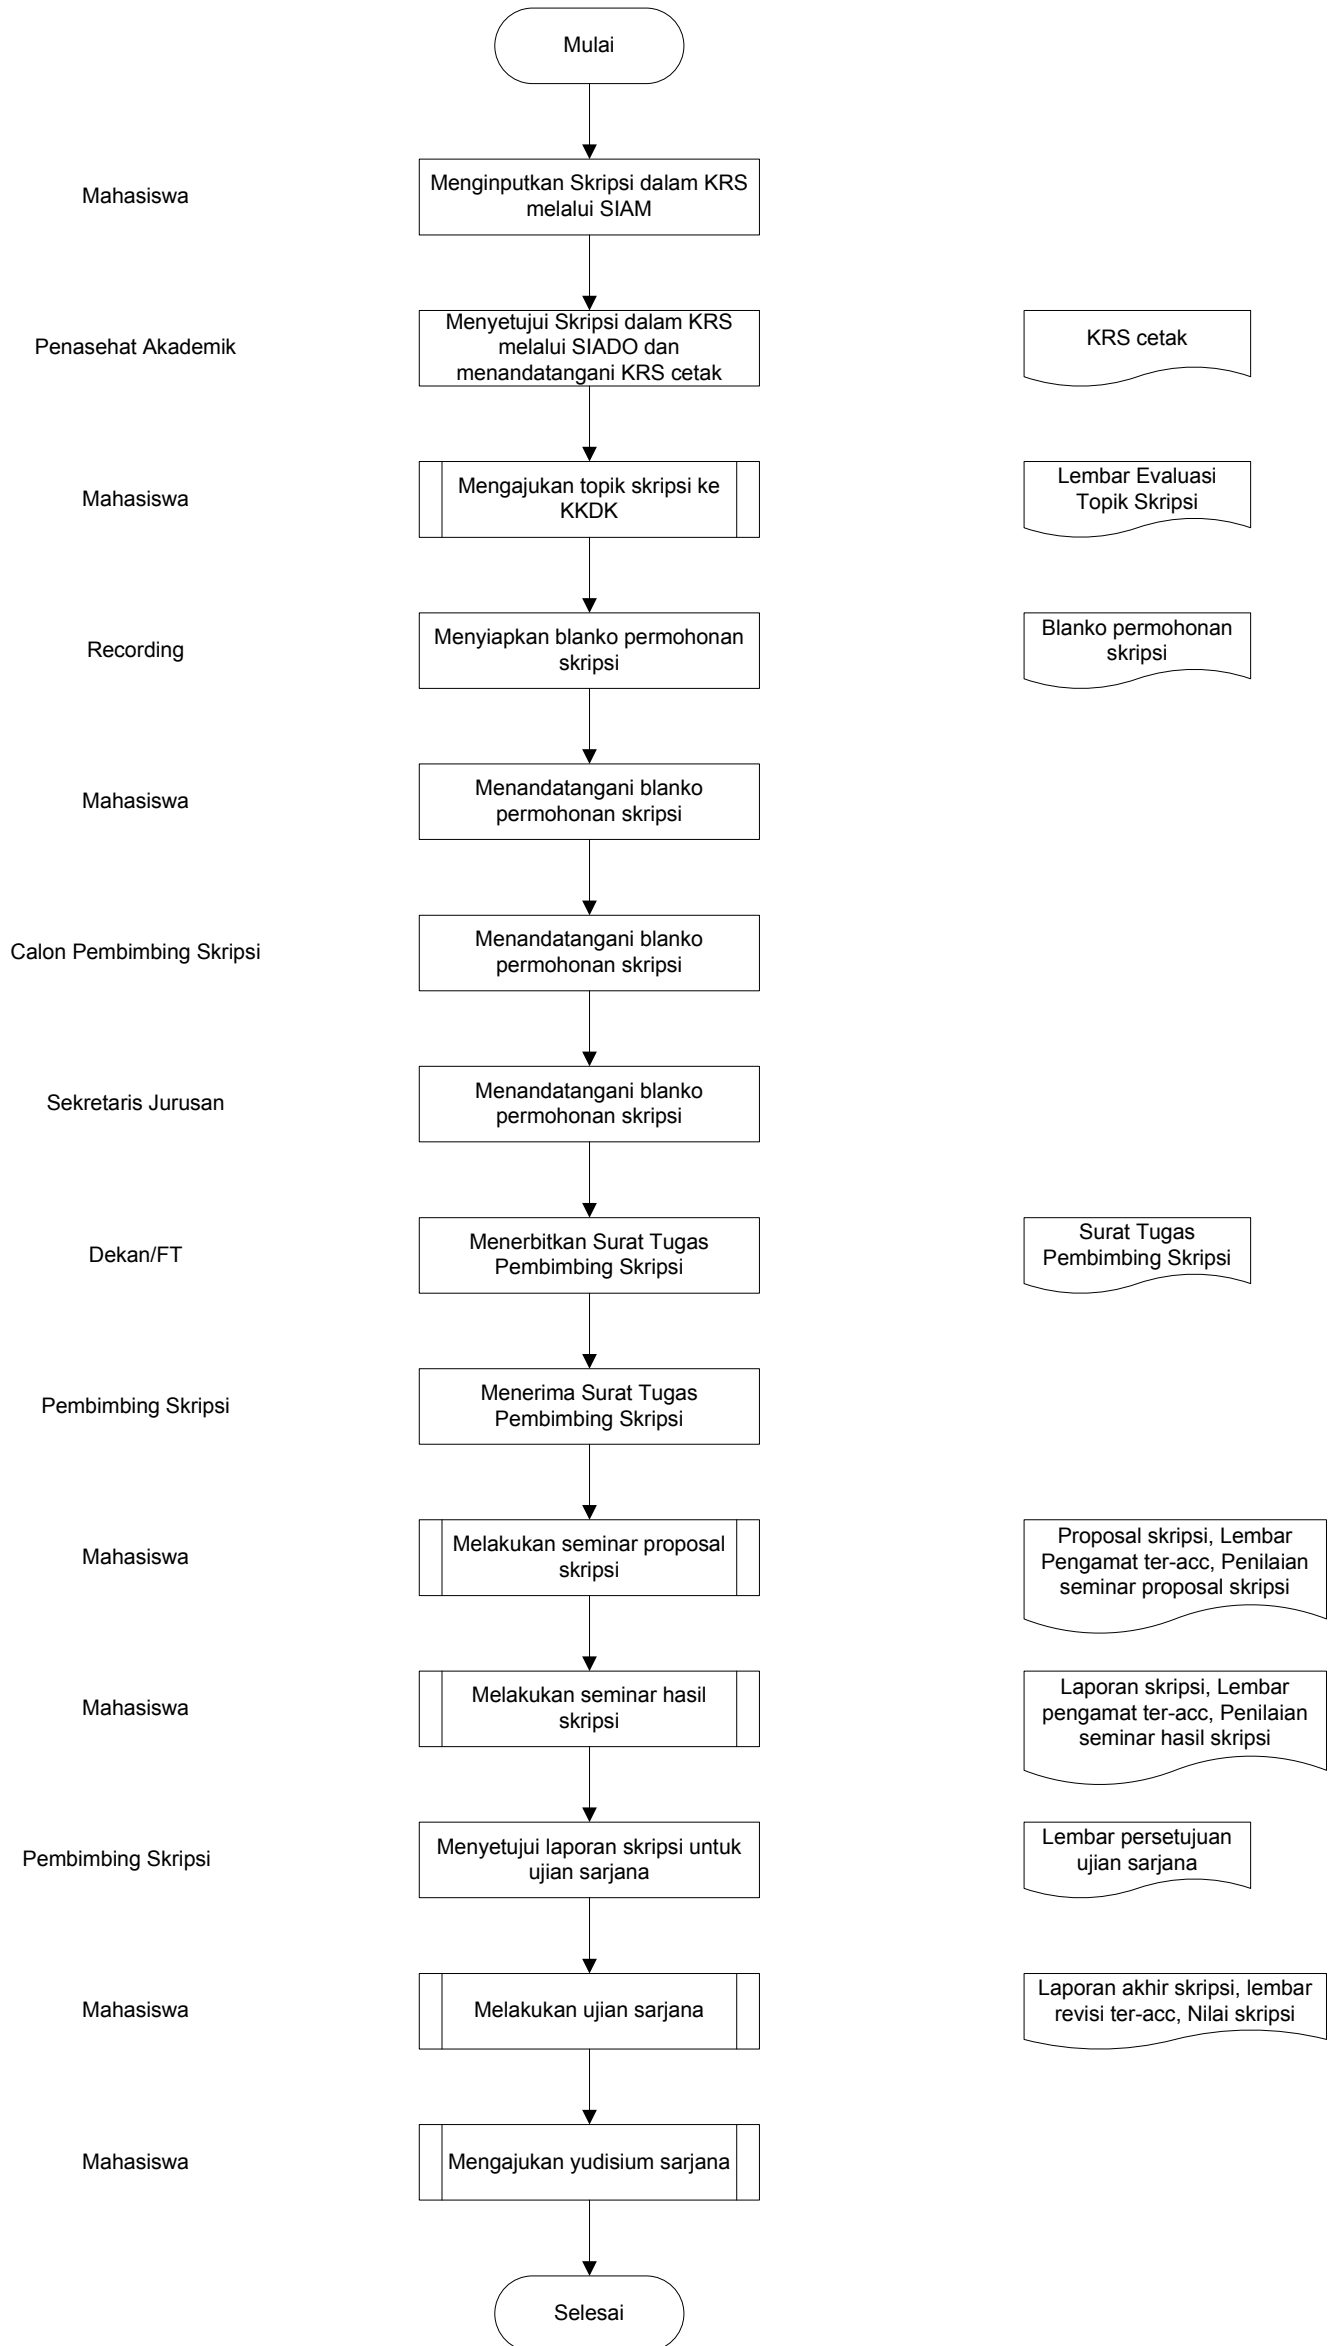 Mulai
Mahasiswa
Menginputkan Skripsi dalam KRS
melalui SIAM
Penasehat Akademik
Menyetujui Skripsi dalam KRS
melalui SIADO dan
menandatangani KRS cetak
KRS cetak
Mahasiswa
Mengajukan topik skripsi ke
KKDK
Lembar Evaluasi
Topik Skripsi
Recording
Menyiapkan blanko permohonan
skripsi
Blanko permohonan
skripsi
Mahasiswa
Menandatangani blanko
permohonan skripsi
Calon Pembimbing Skripsi
Menandatangani blanko
permohonan skripsi
Sekretaris Jurusan
Menandatangani blanko
permohonan skripsi
Dekan/FT
Menerbitkan Surat Tugas
Pembimbing Skripsi
Surat Tugas
Pembimbing Skripsi
Pembimbing Skripsi
Menerima Surat Tugas
Pembimbing Skripsi
Mahasiswa
Melakukan seminar proposal
skripsi
Proposal skripsi, Lembar
Pengamat ter-acc, Penilaian
seminar proposal skripsi
Mahasiswa
Melakukan seminar hasil
skripsi
Laporan skripsi, Lembar
pengamat ter-acc, Penilaian
seminar hasil skripsi
Pembimbing Skripsi
Menyetujui laporan skripsi untuk
ujian sarjana
Lembar persetujuan
ujian sarjana
Mahasiswa
Melakukan ujian sarjana
Laporan akhir skripsi, lembar
revisi ter-acc, Nilai skripsi
Mahasiswa
Mengajukan yudisium sarjana
Selesai